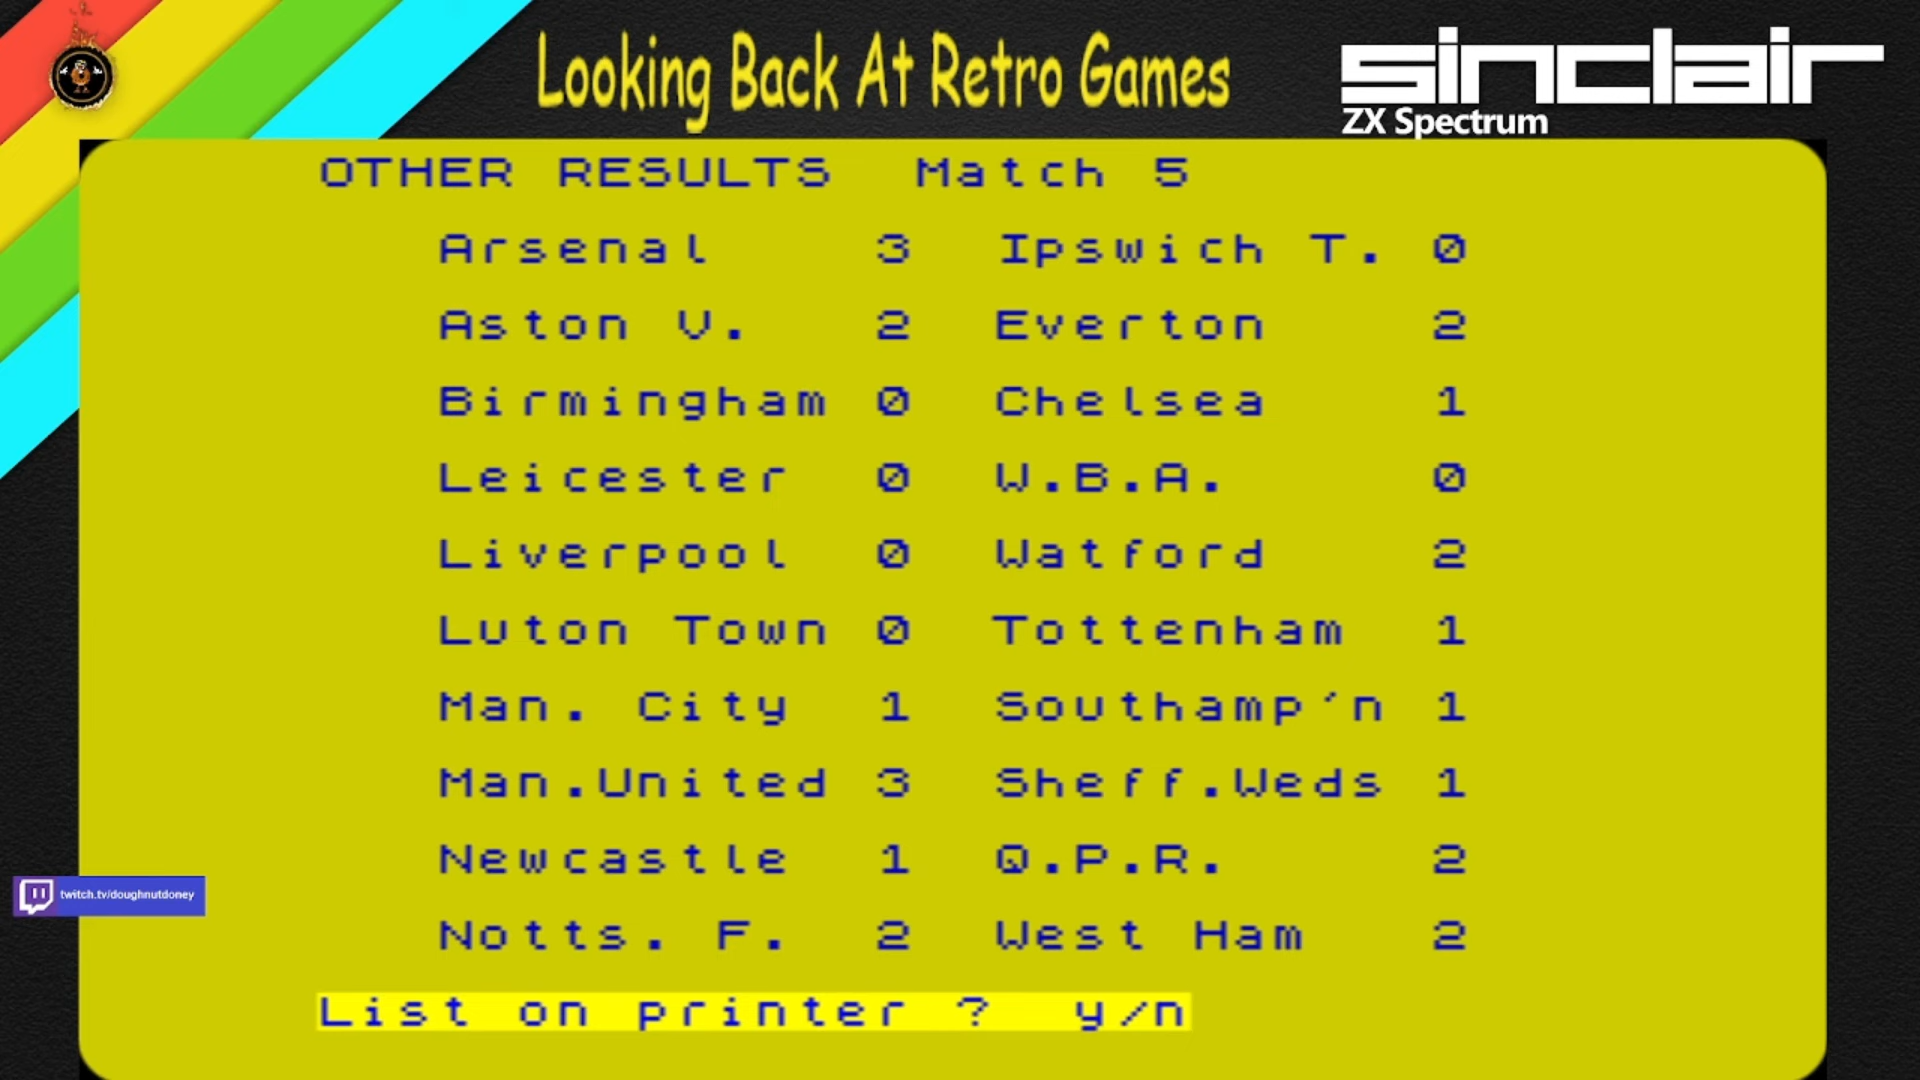 Looking Back At Retro Games
sinclair
ZX Spectrum
OTHER RESULTS Match 5
Arsenal 3 Ipswich T. 0
Aston V. 2 Everton 2
Birmingham 0 Chelsea 1
Leicester 0 W.B.A. 0
Liverpool 0 Watford 2
Luton Town 0 Tottenham 1
Man. City 1 Southamp'n 1
Man.United 3 Sheff.Weds 1
Newcastle 1 Q.P.R. 2
twitch.tv/doughnutdoney
Notts. F. 2 West Ham 2
List on printer ? y/n